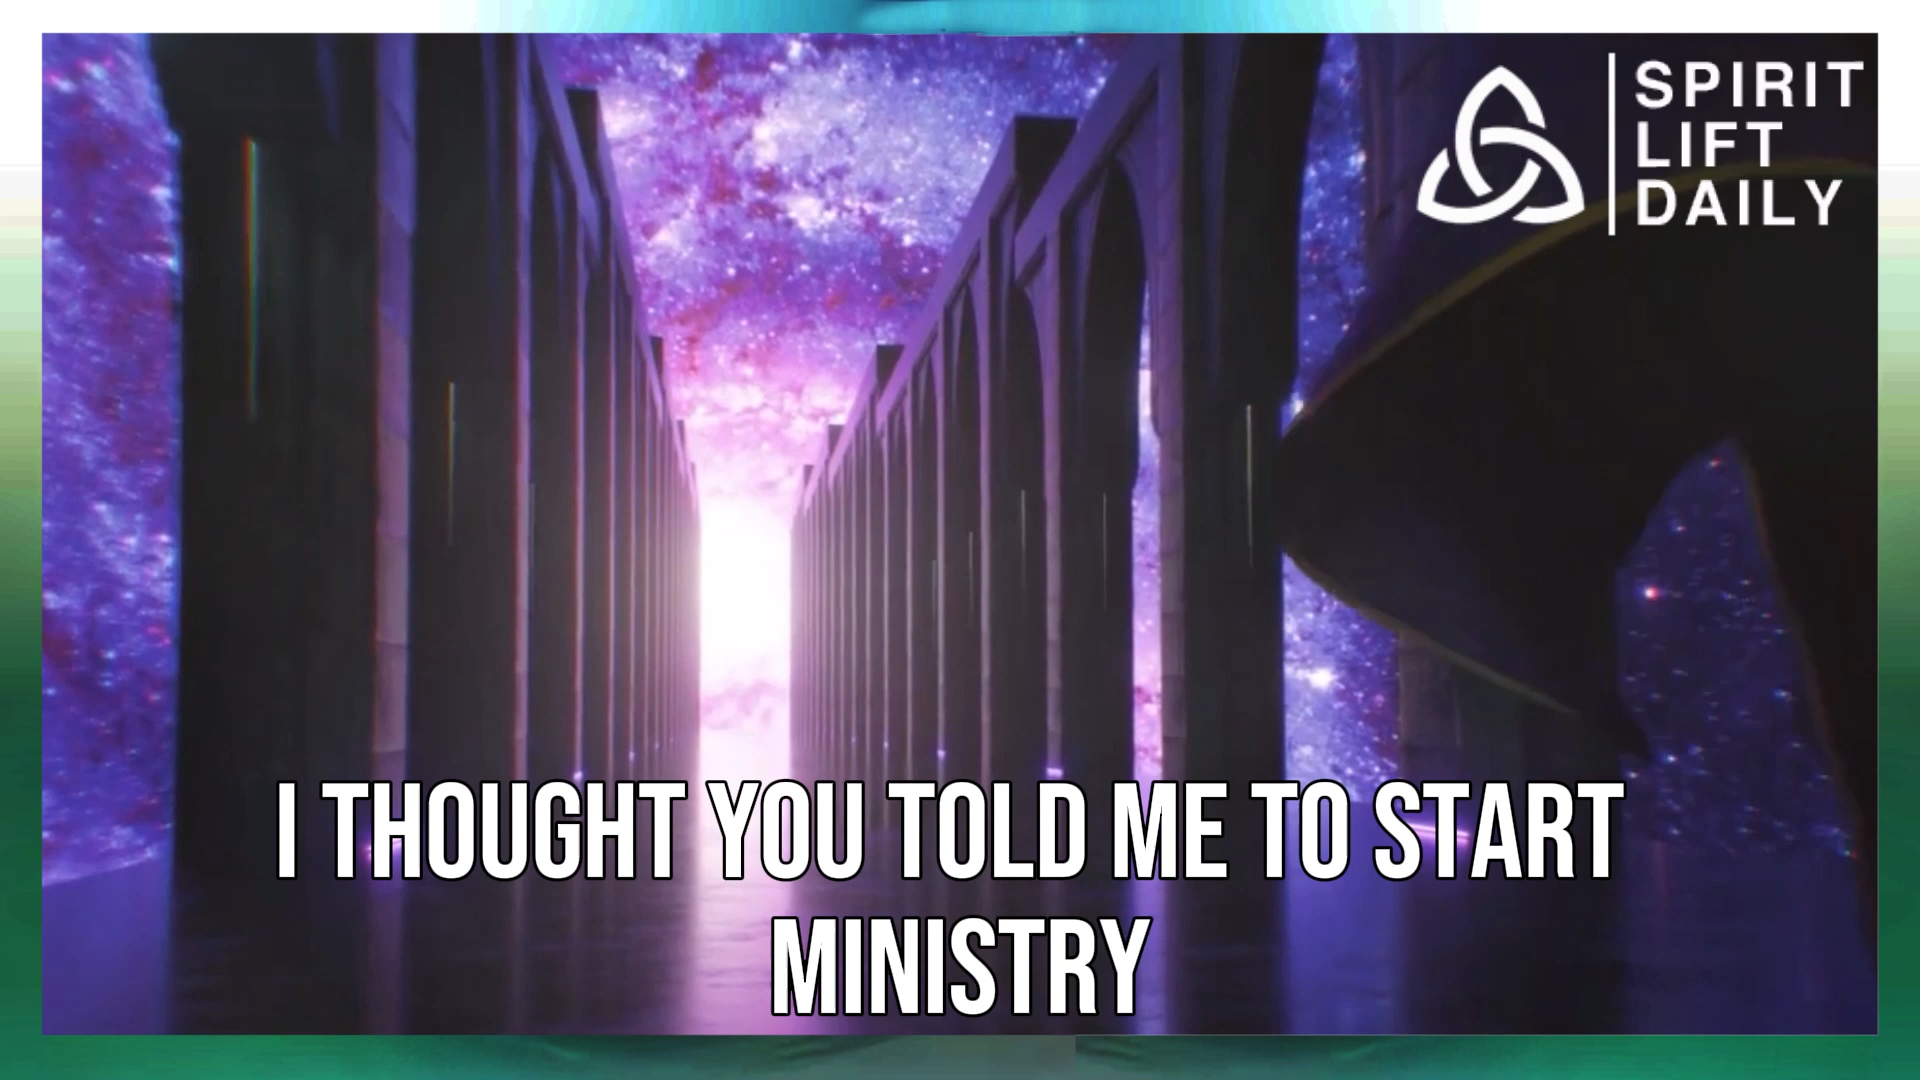 SPIRIT
LIFT
DAILY
I THOUGHT YOU TOLD ME TO START
MINISTRY